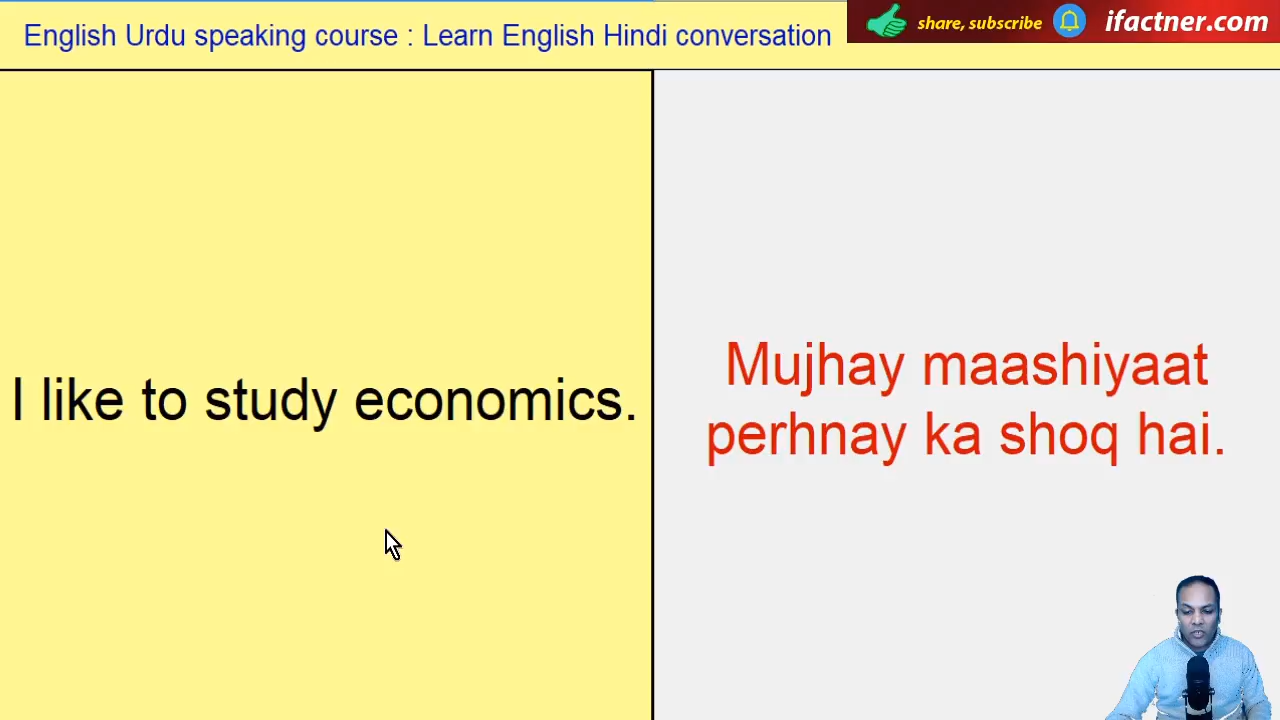 English Urdu speaking course : Learn English Hindi conversation
share, subscribe
ifactner.com
I like to study economics.
Mujhay maashiyaat
perhnay ka shoq hai.